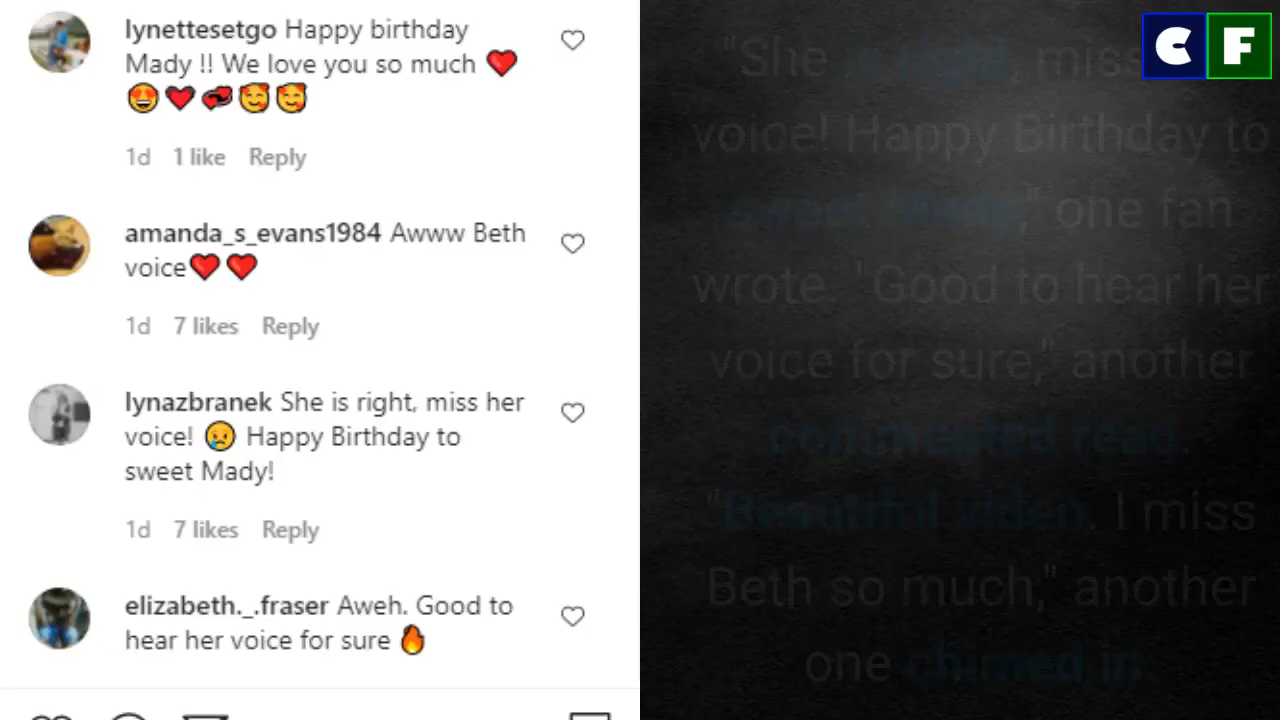 lynettesetgo Happy birthday
Mady !! We love you so much ❤️
😍❤️💞🥰🥰
1d 1 like Reply
amanda_s_evans1984 Awww Beth
voice❤️❤️
1d 7 likes Reply
lynazbranek She is right, miss her
voice! 😢 Happy Birthday to
sweet Mady!
1d 7 likes Reply
elizabeth._.fraser Aweh. Good to
hear her voice for sure 🔥
CF
"She is right, miss
voice! Happy Birthday to
sweet Mady," one fan
wrote. "Good to hear her
voice for sure," another
commented read.
"Beautiful video. I miss
Beth so much," another
one chimed in.